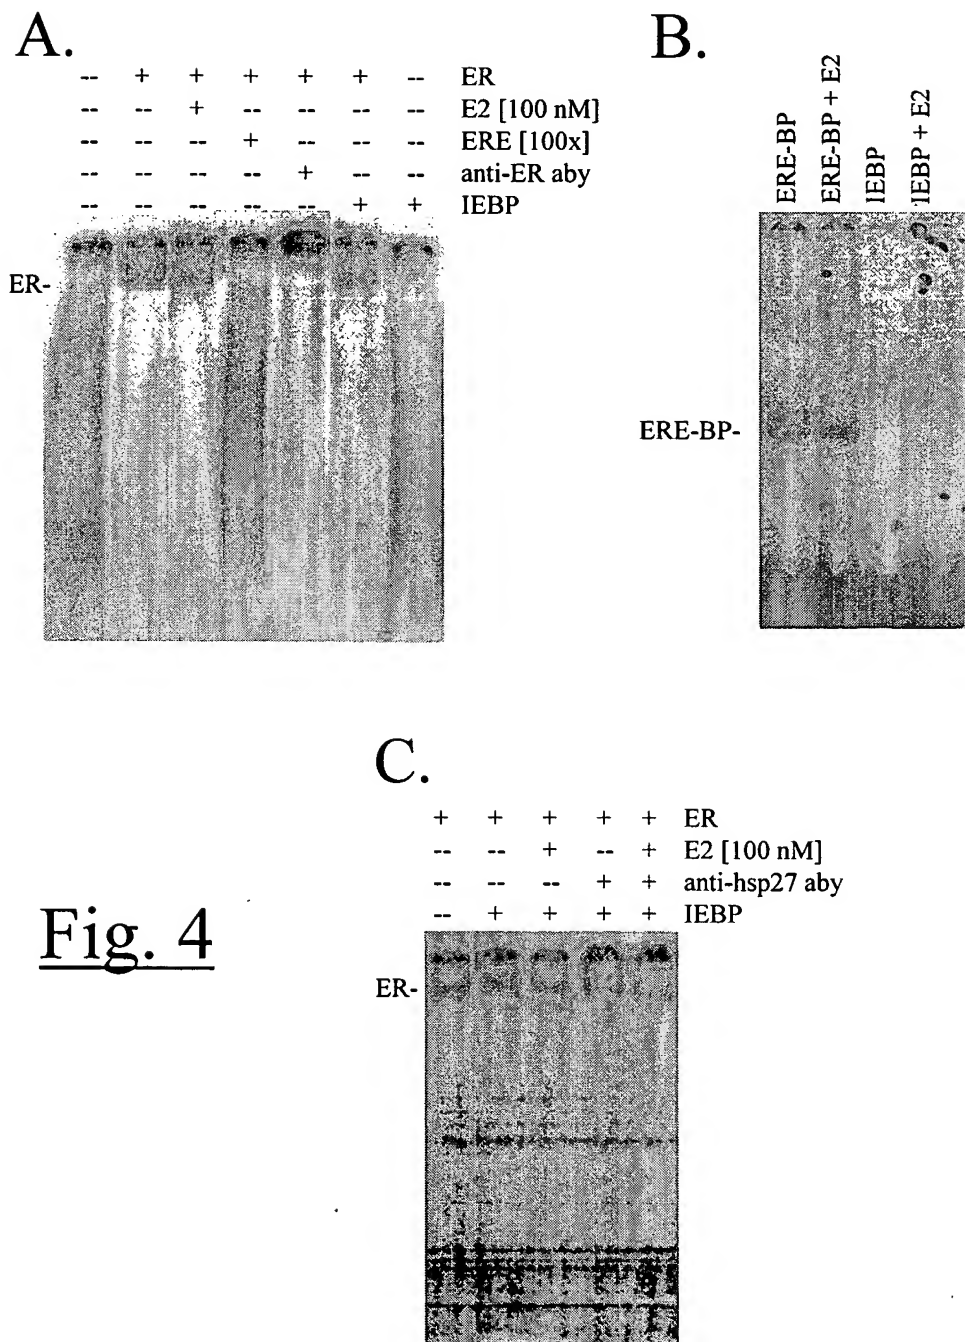 A.
-- + + + + + -- ER
-- -- + -- -- -- -- E2 [100 nM]
-- -- -- + -- -- -- ERE [100x]
-- -- -- -- + -- -- anti-ER aby
-- -- -- -- -- + + IEBP
ER-
B.
ERE-BP
ERE-BP + E2
IEBP
IEBP + E2
ERE-BP-
C.
+ + + + + ER
-- -- + -- + E2 [100 nM]
-- -- -- + + anti-hsp27 aby
-- + + + + IEBP
ER-
Fig. 4